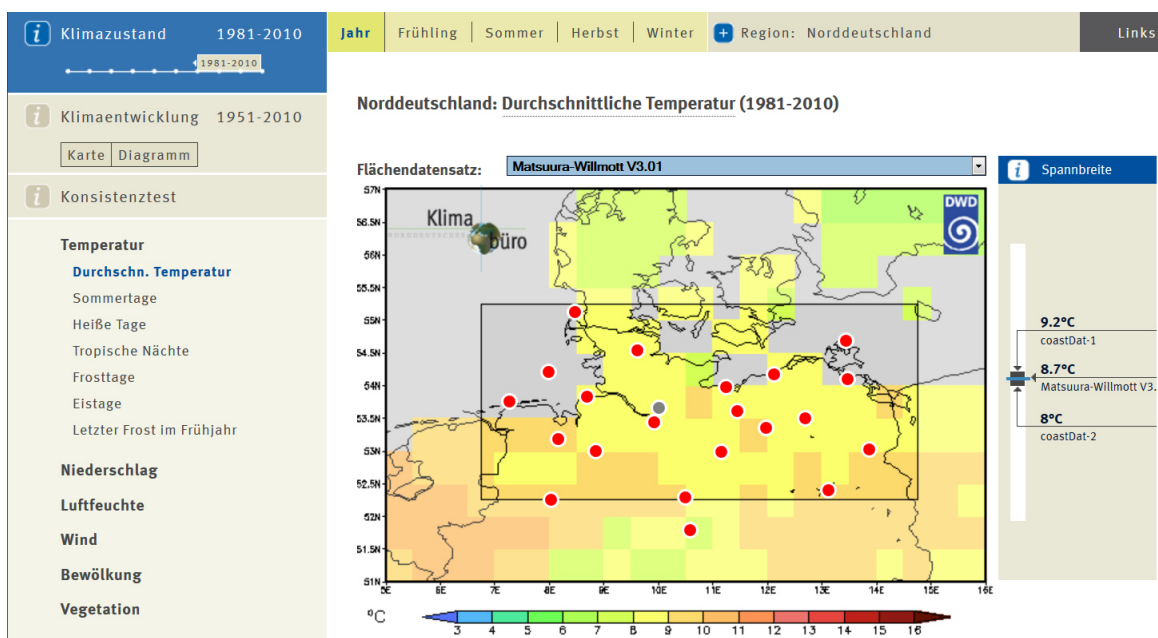 Klimazustand 1981-2010
1981-2010
Klimaentwicklung 1951-2010
Karte Diagramm
Konsistenztest
Temperatur
Durchschn. Temperatur
Sommertage
Heiße Tage
Tropische Nächte
Frosttage
Eistage
Letzter Frost im Frühjahr
Niederschlag
Luftfeuchte
Wind
Bewölkung
Vegetation
Jahr Frühling Sommer Herbst Winter + Region: Norddeutschland Links
Norddeutschland: Durchschnittliche Temperatur (1981-2010)
Flächendatensatz: Matsuura-Willmott V3.01
Klima
NORDDEUTSCHES
büro
DWD
57N
56.5N
56N
55.5N
55N
54.5N
54N
53.5N
53N
52.5N
52N
51.5N
51N
5E 6E 7E 8E 9E 10E 11E 12E 13E 14E 15E 16E
°C
3 4 5 6 7 8 9 10 11 12 13 14 15 16
i Spannbreite
9.2°C
coastDat-1
8.7°C
Matsuura-Willmott V3.
8°C
coastDat-2